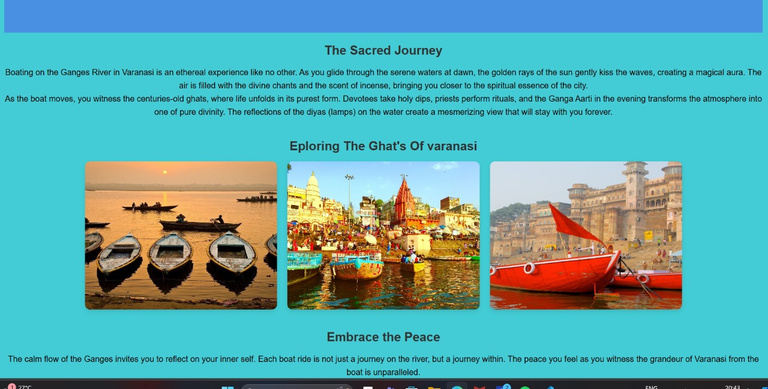 The Sacred Journey
Boating on the Ganges River in Varanasi is an ethereal experience like no other. As you glide through the serene waters at dawn, the golden rays of the sun gently kiss the waves, creating a magical aura. The
air is filled with the divine chants and the scent of incense, bringing you closer to the spiritual essence of the city.
As the boat moves, you witness the centuries-old ghats, where life unfolds in its purest form. Devotees take holy dips, priests perform rituals, and the Ganga Aarti in the evening transforms the atmosphere into
one of pure divinity. The reflections of the diyas (lamps) on the water create a mesmerizing view that will stay with you forever.
Eploring The Ghat's Of varanasi
Embrace the Peace
The calm flow of the Ganges invites you to reflect on your inner self. Each boat ride is not just a journey on the river, but a journey within. The peace you feel as you witness the grandeur of Varanasi from the
boat is unparalleled.
27°C
ENG
20:43